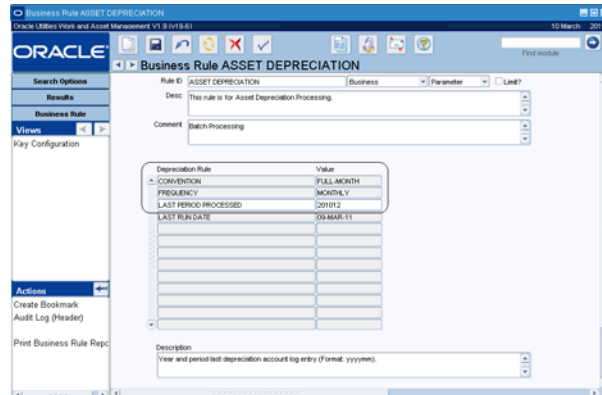 Business Rule ASSET DEPRECIATION
Oracle Utilities Work and Asset Management V1.9 (v19-6)
10 March 201
ORACLE
Find module
Business Rule ASSET DEPRECIATION
Search Options
Results
Business Rule
Views
Key Configuration
Rule ID ASSET DEPRECIATION Business Parameter Limit?
Desc This rule is for Asset Depreciation Processing.
Comment Batch Processing
Depreciation Rule Value
CONVENTION FULL-MONTH
FREQUENCY MONTHLY
LAST PERIOD PROCESSED 201012
LAST RUN DATE 09-MAR-11
Actions
Create Bookmark
Audit Log (Header)
Print Business Rule Repc
Description
Year and period last depreciation account log entry (Format: yyyymm).